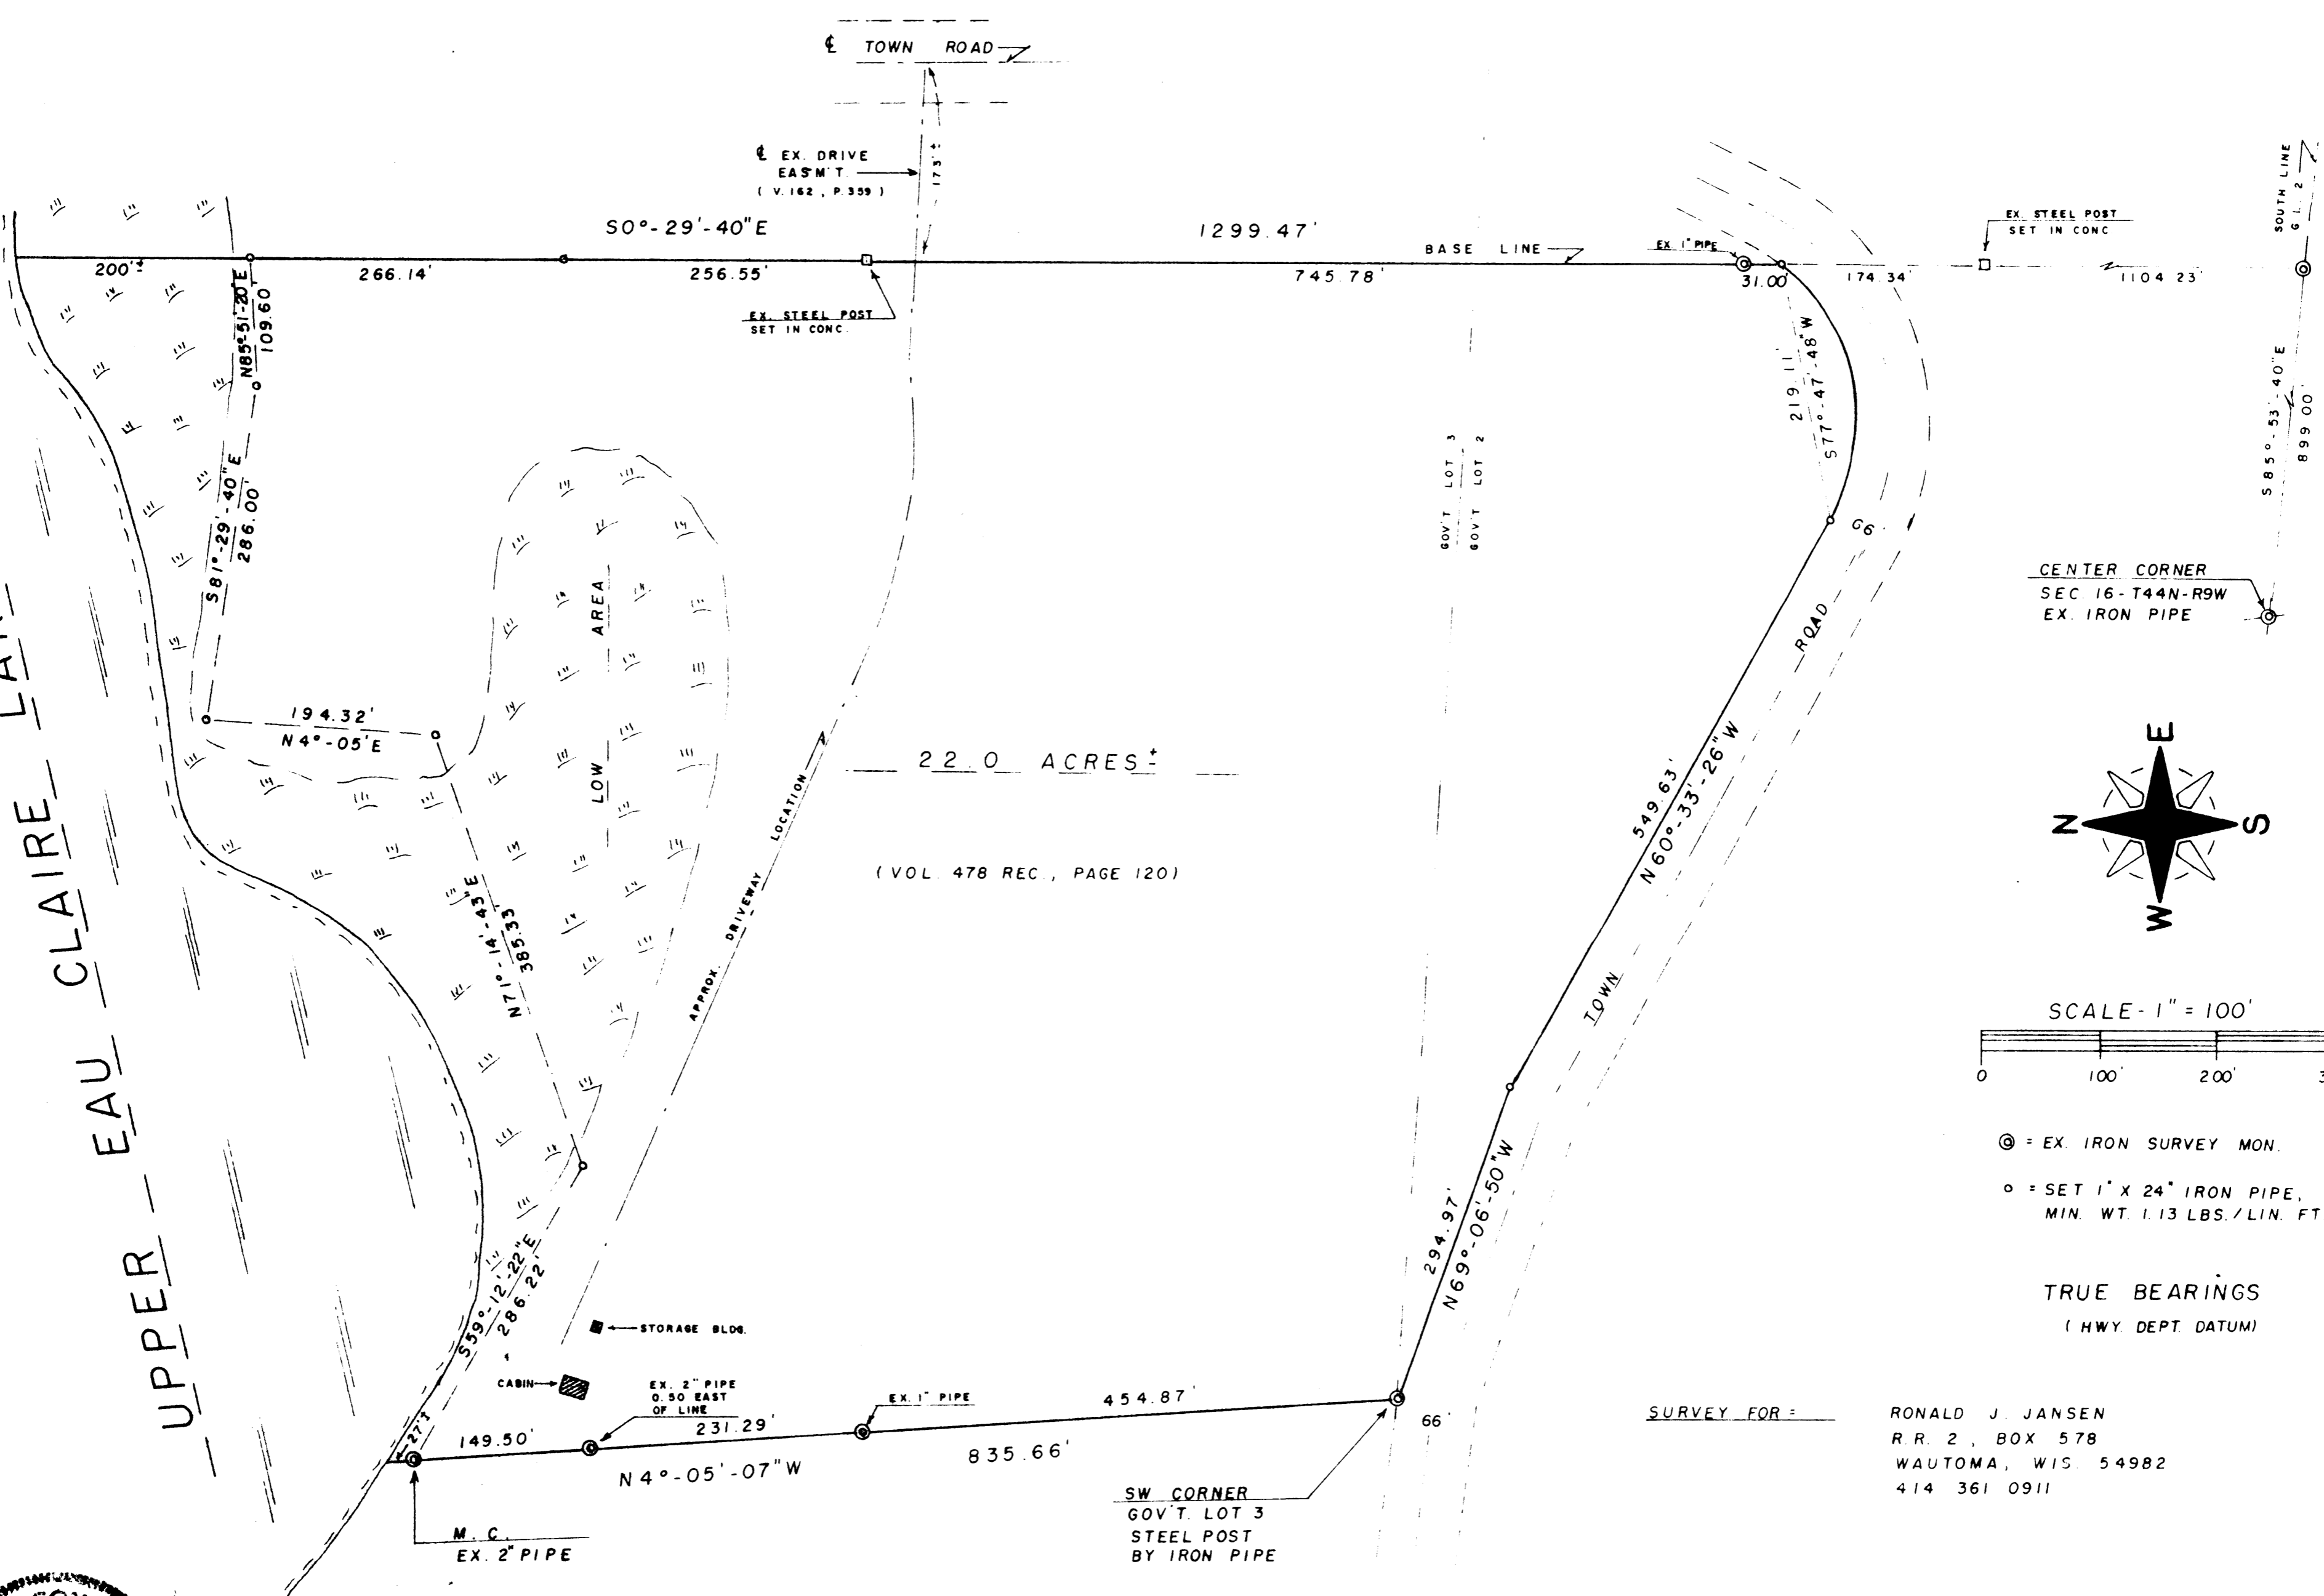 ℄ TOWN ROAD
℄ EX. DRIVE
EASM'T.
( V.162 , P.359 )
173'±
S0°-29'-40"E
1299.47'
BASE LINE
EX. 1" PIPE
EX. STEEL POST
SET IN CONC
SOUTH LINE
G L. 2
200'±
266.14'
256.55'
745.78'
31.00'
174.34'
1104 23'
EX. STEEL POST
SET IN CONC.
N85°-51'-20"E
109.60'
219.11'
S77°-47'-48"W
S85°-53'-40"E
899 00'
S81°-29'-40"E
286.00'
GOV'T LOT 3
GOV'T LOT 2
66'
CENTER CORNER
SEC. 16-T44N-R9W
EX. IRON PIPE
194.32'
N4°-05'E
LOW AREA
22.0 ACRES±
(VOL. 478 REC., PAGE 120)
APPROX. DRIVEWAY LOCATION
N71°-14'-43"E
385.33'
549.63'
N60°-33'-26"W
TOWN ROAD
UPPER EAU CLAIRE
E
N
S
W
SCALE- 1" = 100'
0 100' 200'
= EX. IRON SURVEY MON.
= SET 1" X 24" IRON PIPE,
MIN. WT. 1.13 LBS./LIN. FT
TRUE BEARINGS
( HWY. DEPT. DATUM)
294.97'
N69°-06'-50"W
S59°-12'-22"E
286.22'
STORAGE BLDG.
CABIN
EX. 2" PIPE
0.50 EAST
OF LINE
EX. 1" PIPE
27'±
149.50'
231.29'
454.87'
N4°-05'-07"W
835.66'
66'
M. C.
EX. 2" PIPE
SW CORNER
GOV'T. LOT 3
STEEL POST
BY IRON PIPE
SURVEY FOR =
RONALD J. JANSEN
R.R. 2 , BOX 578
WAUTOMA, WIS. 54982
414 361 0911